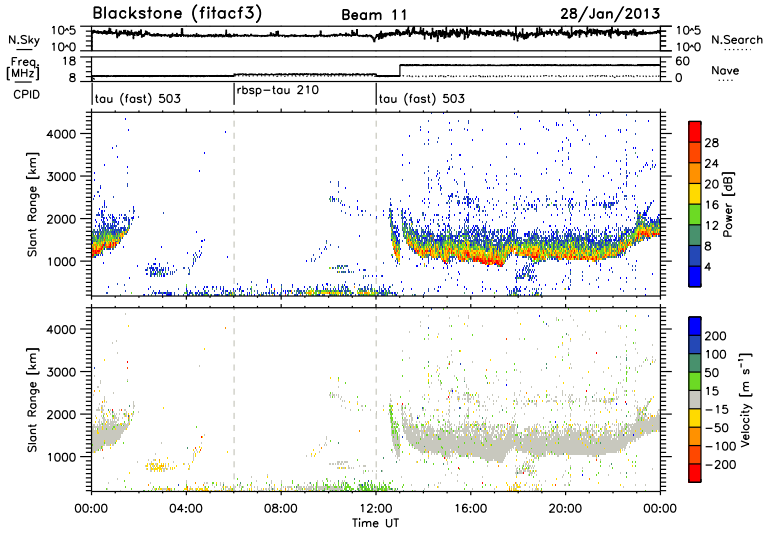 Blackstone (fitacf3) Beam 11 28/Jan/2013
N.Sky 10^5 10^0 10^5 10^0 N.Search
Freq. [MHz] 18 8 60 0 Nave
CPID tau (fast) 503 rbsp-tau 210 tau (fast) 503
Slant Range [km]
4000
3000
2000
1000
28
24
20
16
12
8
4
Power [dB]
Slant Range [km]
4000
3000
2000
1000
200
100
50
15
-15
-50
-100
-200
Velocity [m s^-1]
00:00 04:00 08:00 12:00 16:00 20:00 00:00
Time UT